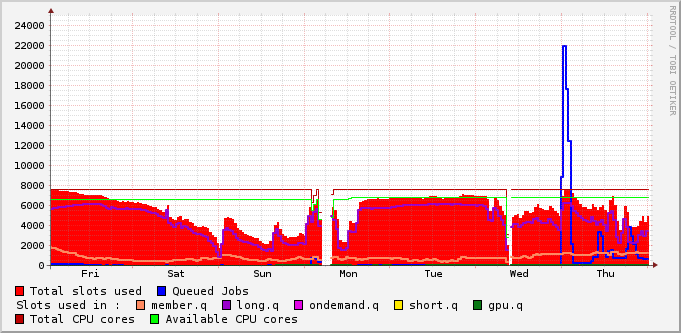 24000
22000
20000
18000
16000
14000
12000
10000
8000
6000
4000
2000
0
Fri Sat Sun Mon Tue Wed Thu
RRDTOOL / TOBI OETIKER
Total slots used Queued Jobs
Slots used in : member.q long.q ondemand.q short.q gpu.q
Total CPU cores Available CPU cores